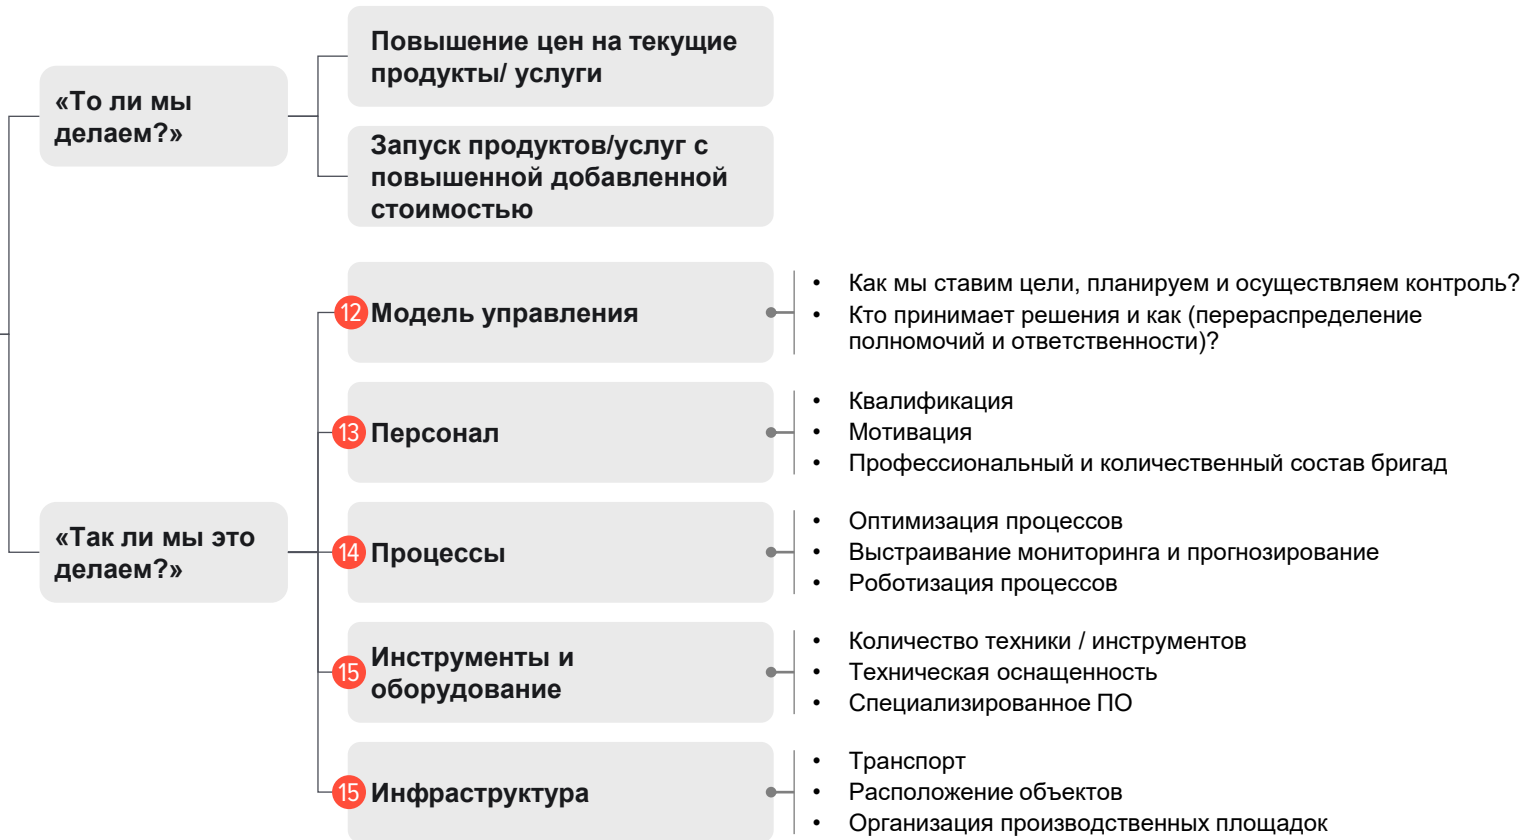 «То ли мы
делаем?»
Повышение цен на текущие
продукты/ услуги
Запуск продуктов/услуг с
повышенной добавленной
стоимостью
«Так ли мы это
делаем?»
12 Модель управления
• Как мы ставим цели, планируем и осуществляем контроль?
• Кто принимает решения и как (перераспределение
полномочий и ответственности)?
13 Персонал
• Квалификация
• Мотивация
• Профессиональный и количественный состав бригад
14 Процессы
• Оптимизация процессов
• Выстраивание мониторинга и прогнозирование
• Роботизация процессов
15 Инструменты и
оборудование
• Количество техники / инструментов
• Техническая оснащенность
• Специализированное ПО
15 Инфраструктура
• Транспорт
• Расположение объектов
• Организация производственных площадок